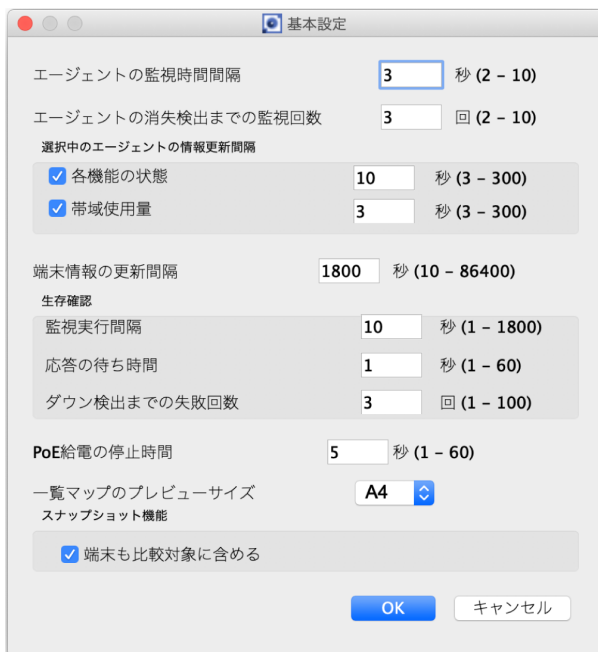 基本設定
エージェントの監視時間間隔 3 秒 (2 – 10)
エージェントの消失検出までの監視回数 3 回 (2 – 10)
選択中のエージェントの情報更新間隔
各機能の状態 10 秒 (3 – 300)
帯域使用量 3 秒 (3 – 300)
端末情報の更新間隔 1800 秒 (10 – 86400)
生存確認
監視実行間隔 10 秒 (1 – 1800)
応答の待ち時間 1 秒 (1 – 60)
ダウン検出までの失敗回数 3 回 (1 – 100)
PoE給電の停止時間 5 秒 (1 – 60)
一覧マップのプレビューサイズ A4
スナップショット機能
端末も比較対象に含める
OK キャンセル